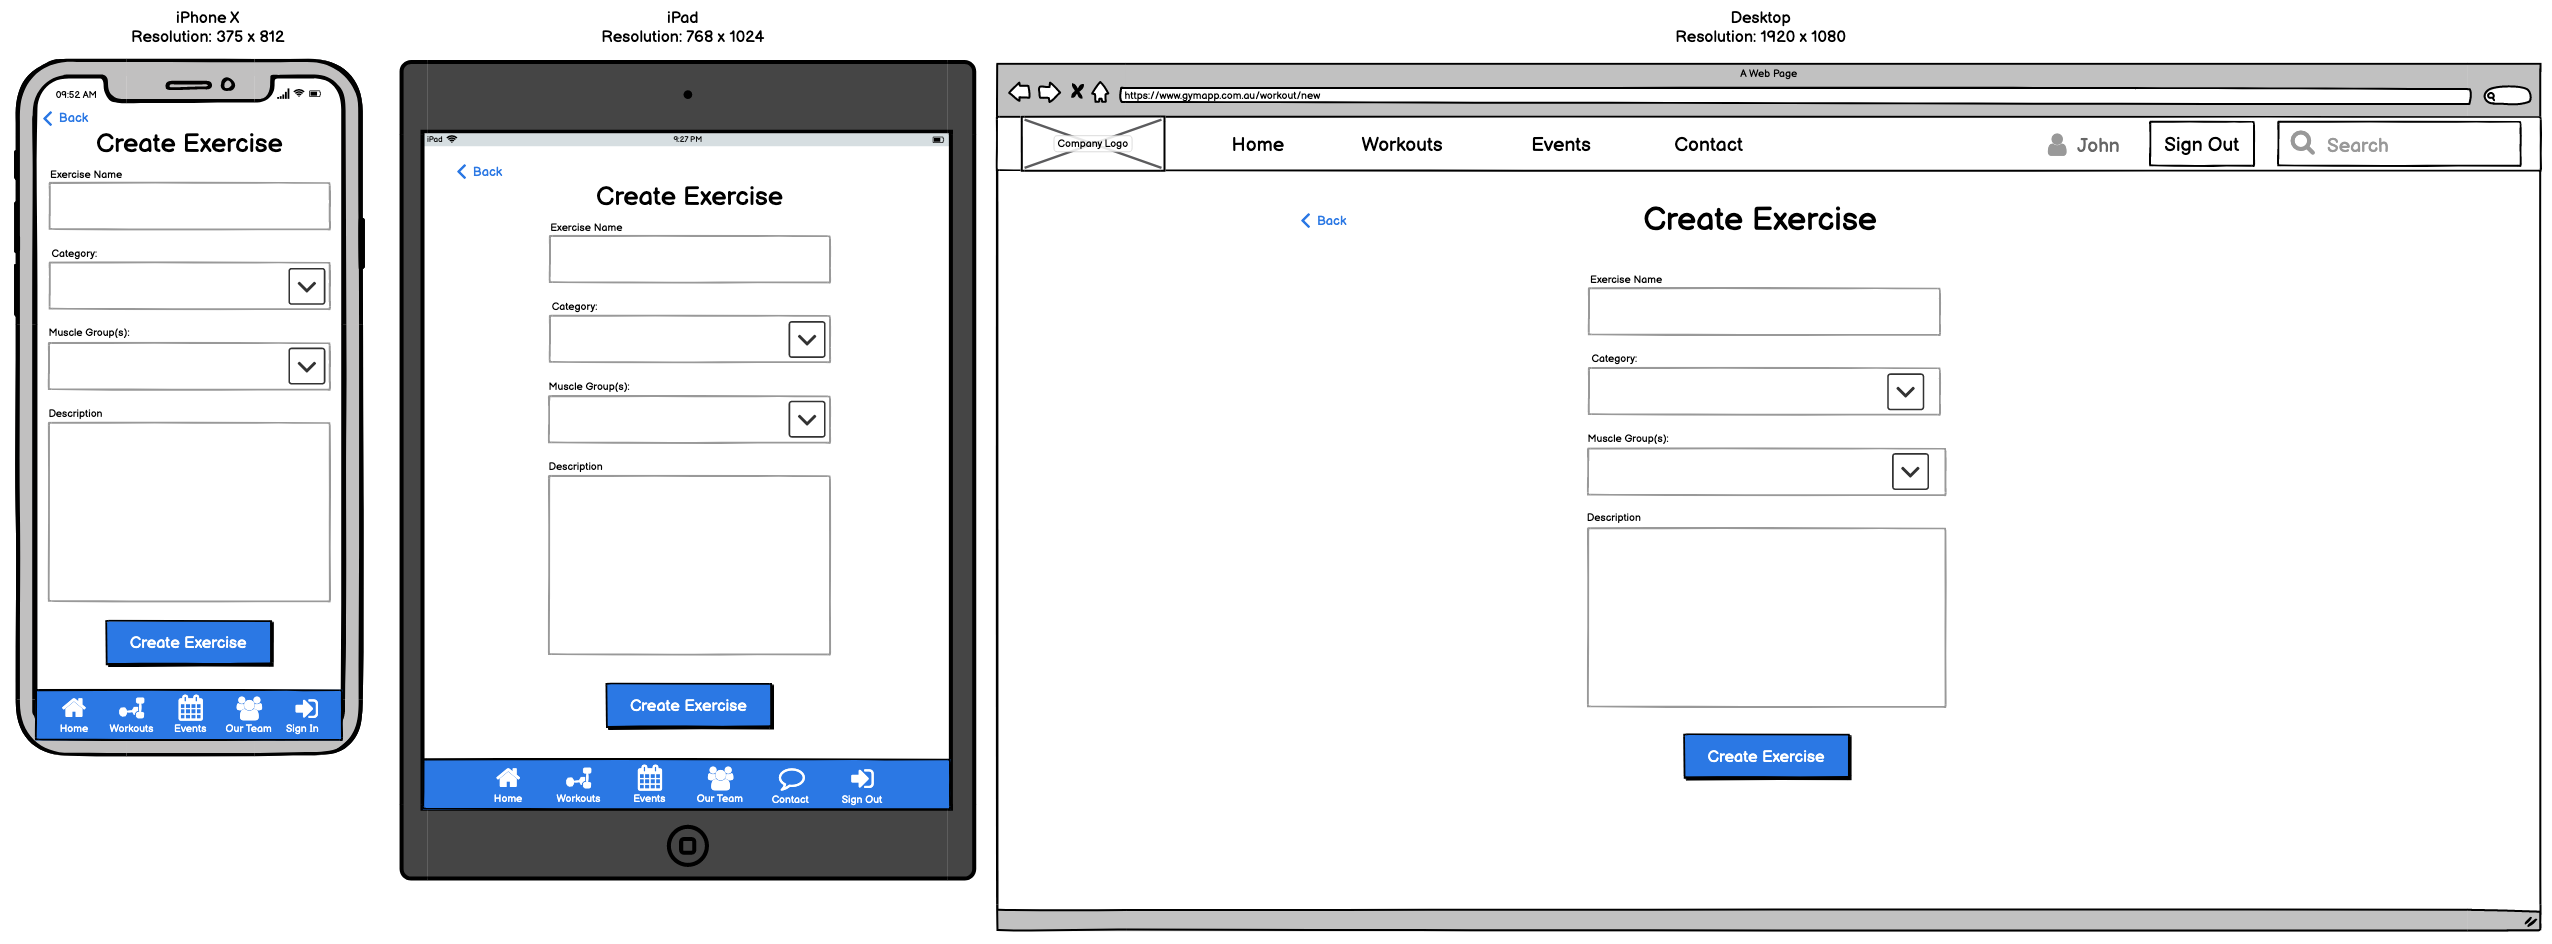 iPhone X
Resolution: 375 x 812
09:52 AM
Back
Create Exercise
Exercise Name
Category:
Muscle Group(s):
Description
Create Exercise
Home Workouts Events Our Team Sign In
iPad
Resolution: 768 x 1024
iPad 9:27 PM
Back
Create Exercise
Exercise Name
Category:
Muscle Group(s):
Description
Create Exercise
Home Workouts Events Our Team Contact Sign Out
Desktop
Resolution: 1920 x 1080
A Web Page
https://www.gymapp.com.au/workout/new
Company Logo Home Workouts Events Contact John Sign Out Search
Back
Create Exercise
Exercise Name
Category:
Muscle Group(s):
Description
Create Exercise